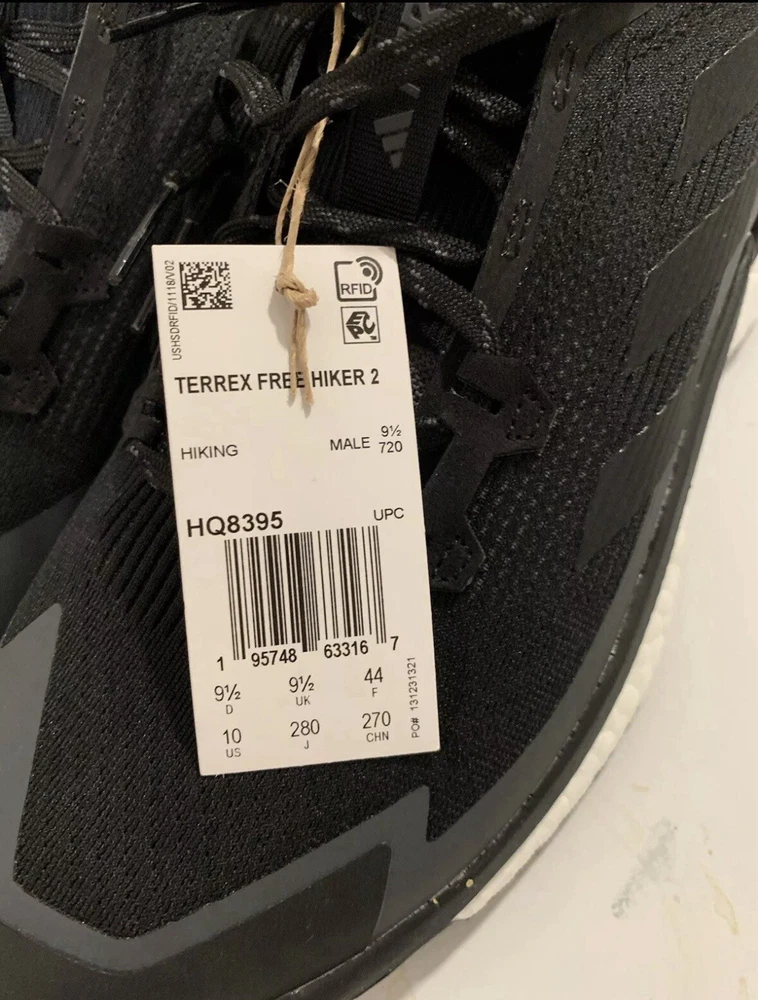 USHSDRFID/1118/V02
RFID
EPC
TERREX FREE HIKER 2
HIKING
MALE 9½
720
HQ8395
UPC
1 95748 63316 7
9½ 9½ 44
D UK F
10 280 270
US J CHN
PO# 131231321